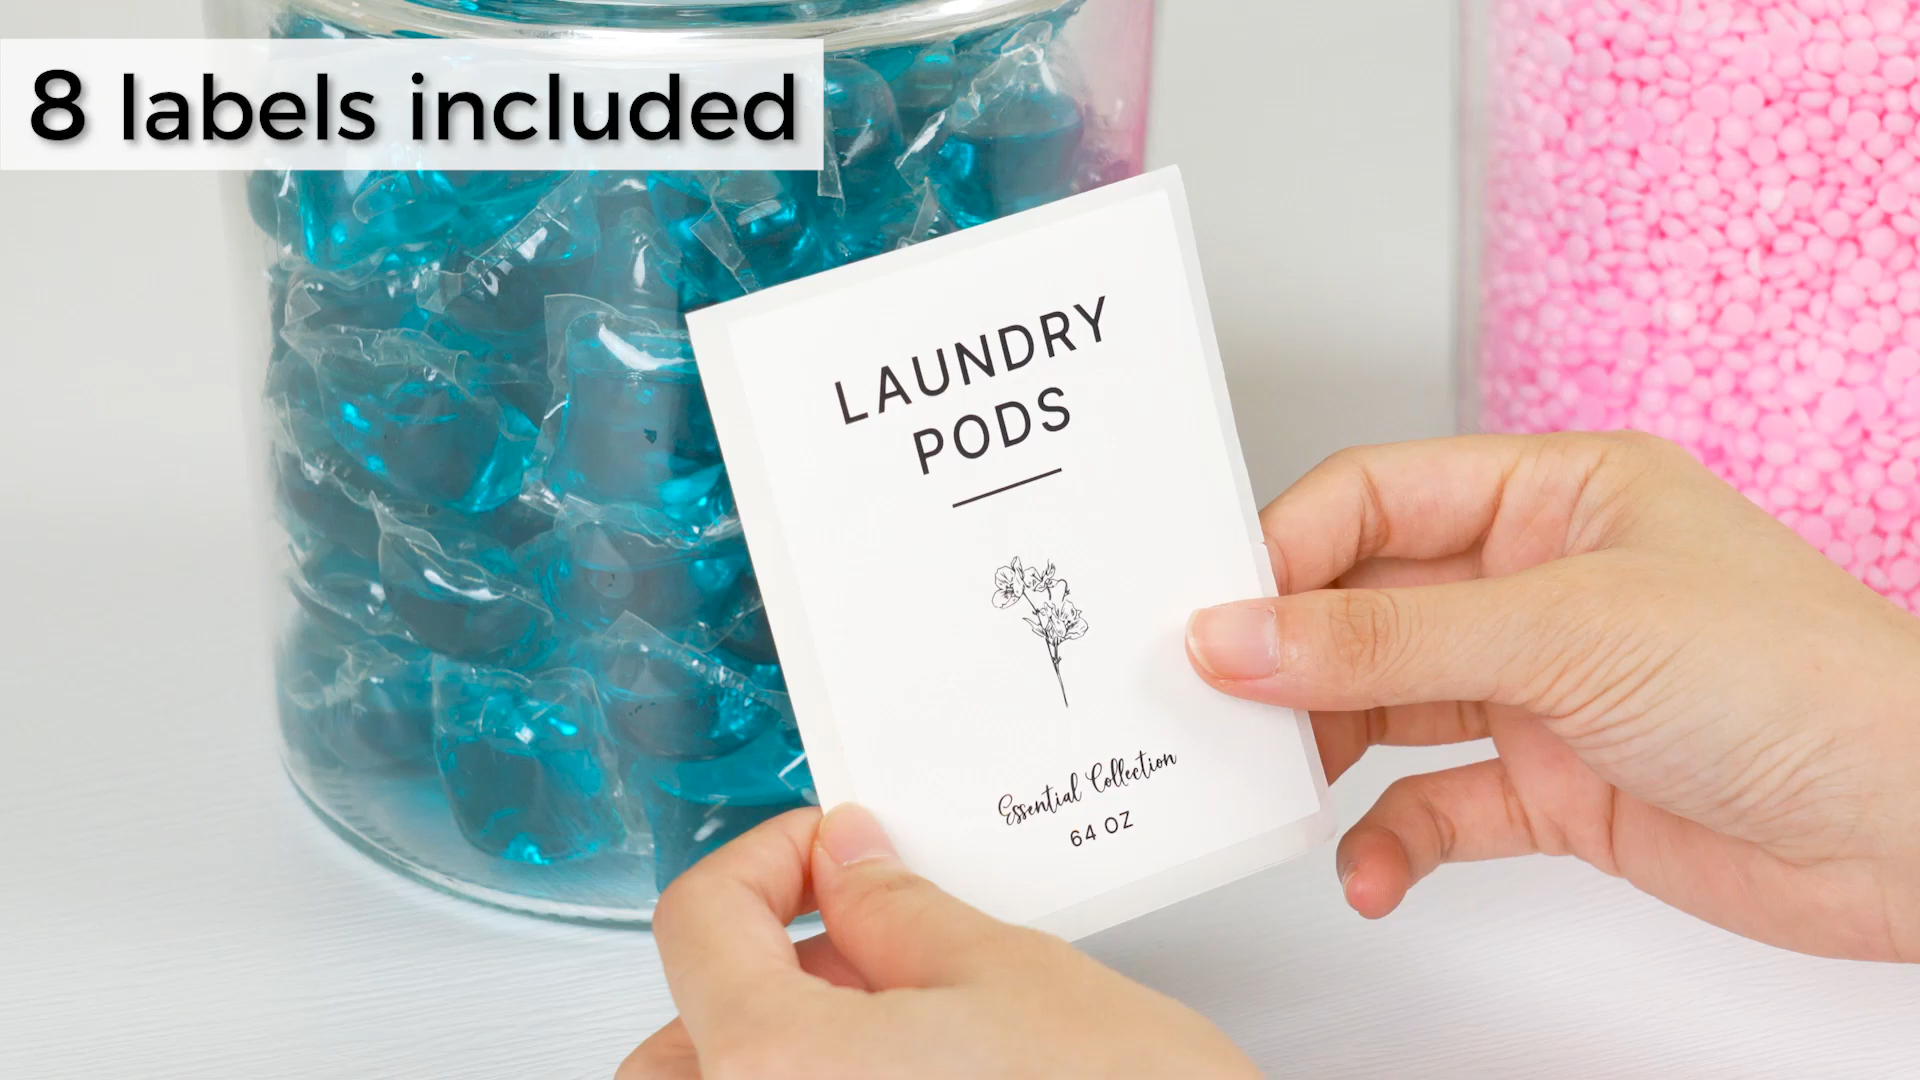 8 labels included
LAUNDRY
PODS
Essential Collection
64 OZ